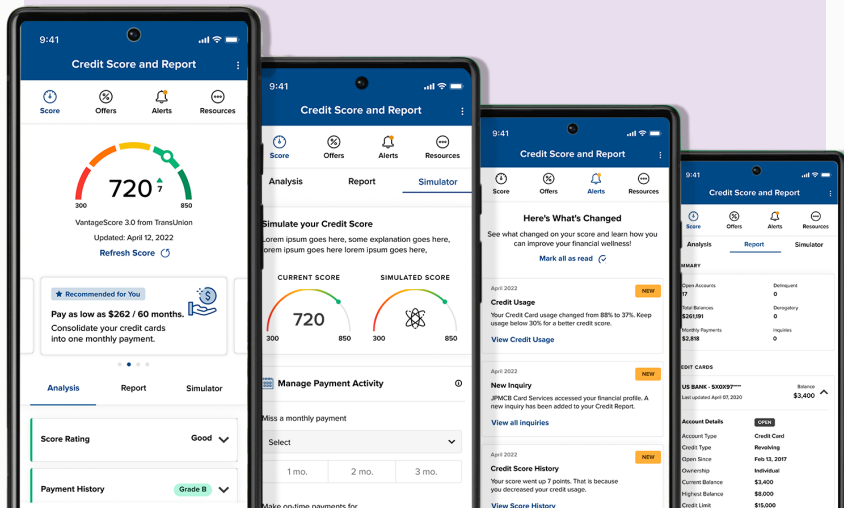 9:41
Credit Score and Report
Score Offers Alerts Resources
720 7
300 850
VantageScore 3.0 from TransUnion
Updated: April 12, 2022
Refresh Score
Recommended for You
Pay as low as $262 / 60 months.
Consolidate your credit cards
into one monthly payment.
Analysis Report Simulator
Score Rating Good
Payment History Grade B
9:41
Credit Score and Report
Score Offers Alerts Resources
Analysis Report Simulator
Simulate your Credit Score
Lorem ipsum goes here, some explanation goes here,
lorem ipsum goes here lorem ipsum goes here,
CURRENT SCORE SIMULATED SCORE
720
300 850 300 850
Manage Payment Activity
Miss a monthly payment
Select
1 mo. 2 mo. 3 mo.
Make on-time payments for
9:41
Credit Score and Report
Score Offers Alerts Resources
Here's What's Changed
See what changed on your score and learn how you
can improve your financial wellness!
Mark all as read
April 2022 NEW
Credit Usage
Your Credit Card usage changed from 88% to 37%. Keep
usage below 30% for a better credit score.
View Credit Usage
April 2022 NEW
New Inquiry
JPMCB Card Services accessed your financial profile. A
new inquiry has been added to your Credit Report.
View all inquiries
April 2022 NEW
Credit Score History
Your score went up 7 points. That is because
you decreased your credit usage.
View Score History
9:41
Credit Score and Report
Score Offers Alerts Resources
Analysis Report Simulator
MMARY
Open Accounts Delinquent
17 0
Total Balances Derogatory
$261,191 0
Monthly Payments Inquiries
$2,818 0
EDIT CARDS
US BANK - 5X0X97**** Balance
Last updated April 07, 2020 $3,400
Account Details OPEN
Account Type Credit Card
Credit Type Revolving
Open Since Feb 13, 2017
Ownership Individual
Current Balance $3,400
Highest Balance $8,000
Credit Limit $15,000